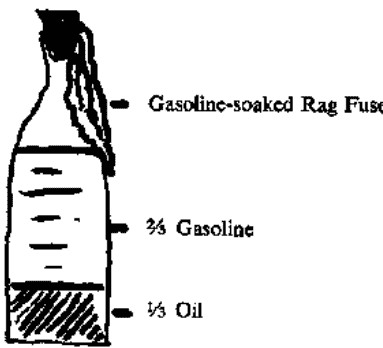 Gasoline-soaked Rag Fuse
⅔ Gasoline
⅓ Oil